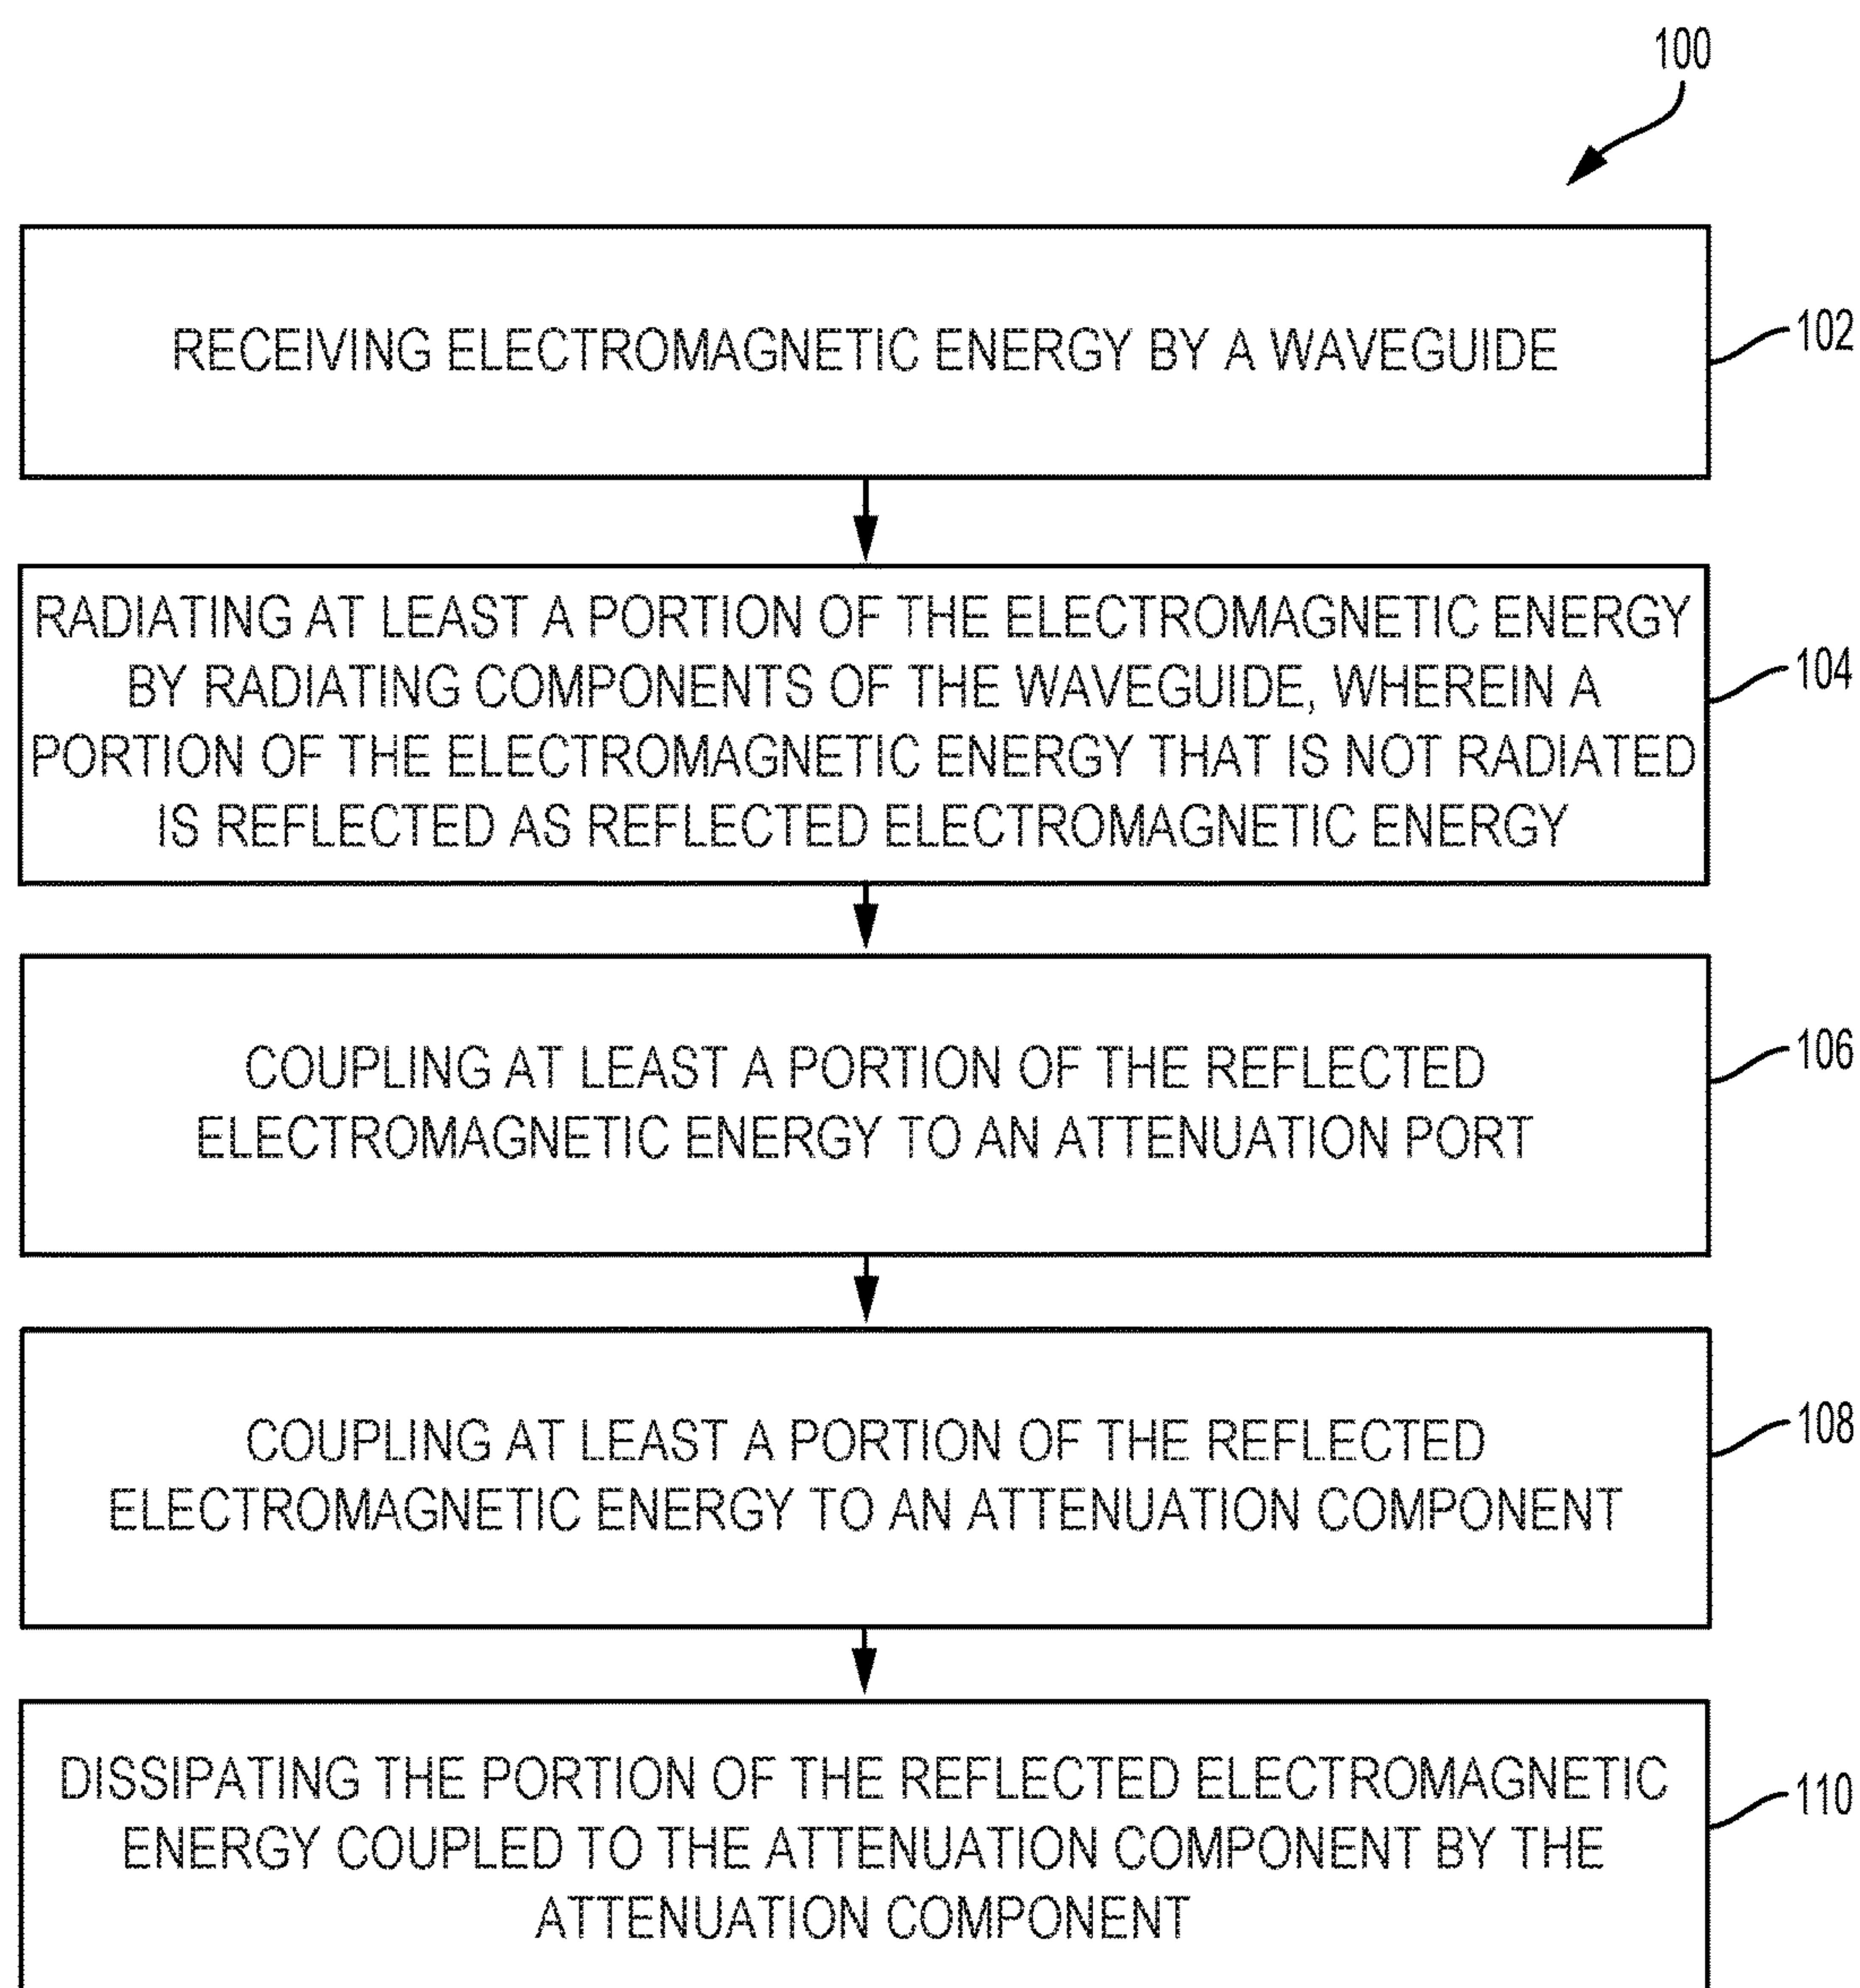 100
RECEIVING ELECTROMAGNETIC ENERGY BY A WAVEGUIDE
102
RADIATING AT LEAST A PORTION OF THE ELECTROMAGNETIC ENERGY
BY RADIATING COMPONENTS OF THE WAVEGUIDE, WHEREIN A
PORTION OF THE ELECTROMAGNETIC ENERGY THAT IS NOT RADIATED
IS REFLECTED AS REFLECTED ELECTROMAGNETIC ENERGY
104
COUPLING AT LEAST A PORTION OF THE REFLECTED
ELECTROMAGNETIC ENERGY TO AN ATTENUATION PORT
106
COUPLING AT LEAST A PORTION OF THE REFLECTED
ELECTROMAGNETIC ENERGY TO AN ATTENUATION COMPONENT
108
DISSIPATING THE PORTION OF THE REFLECTED ELECTROMAGNETIC
ENERGY COUPLED TO THE ATTENUATION COMPONENT BY THE
ATTENUATION COMPONENT
110